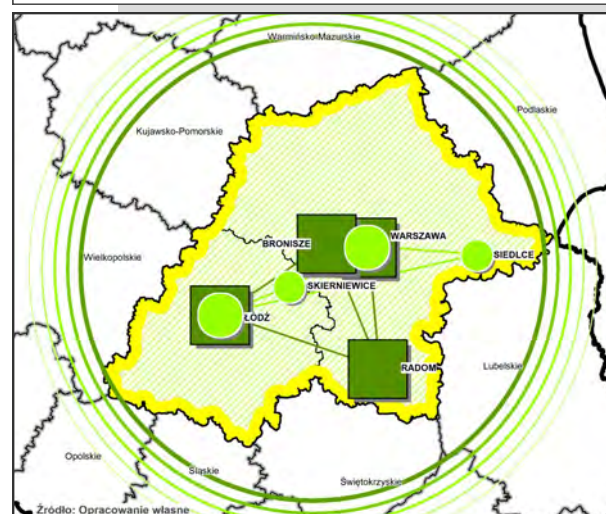 Warmińsko-Mazurskie
Podlaskie
Kujawsko-Pomorskie
WARSZAWA
BRONISZE
SIEDLCE
Wielkopolskie
SKIERNIEWICE
ŁÓDŹ
RADOM
Lubelskie
Opolskie
Śląskie
Świętokrzyskie
Źródło: Opracowanie własne